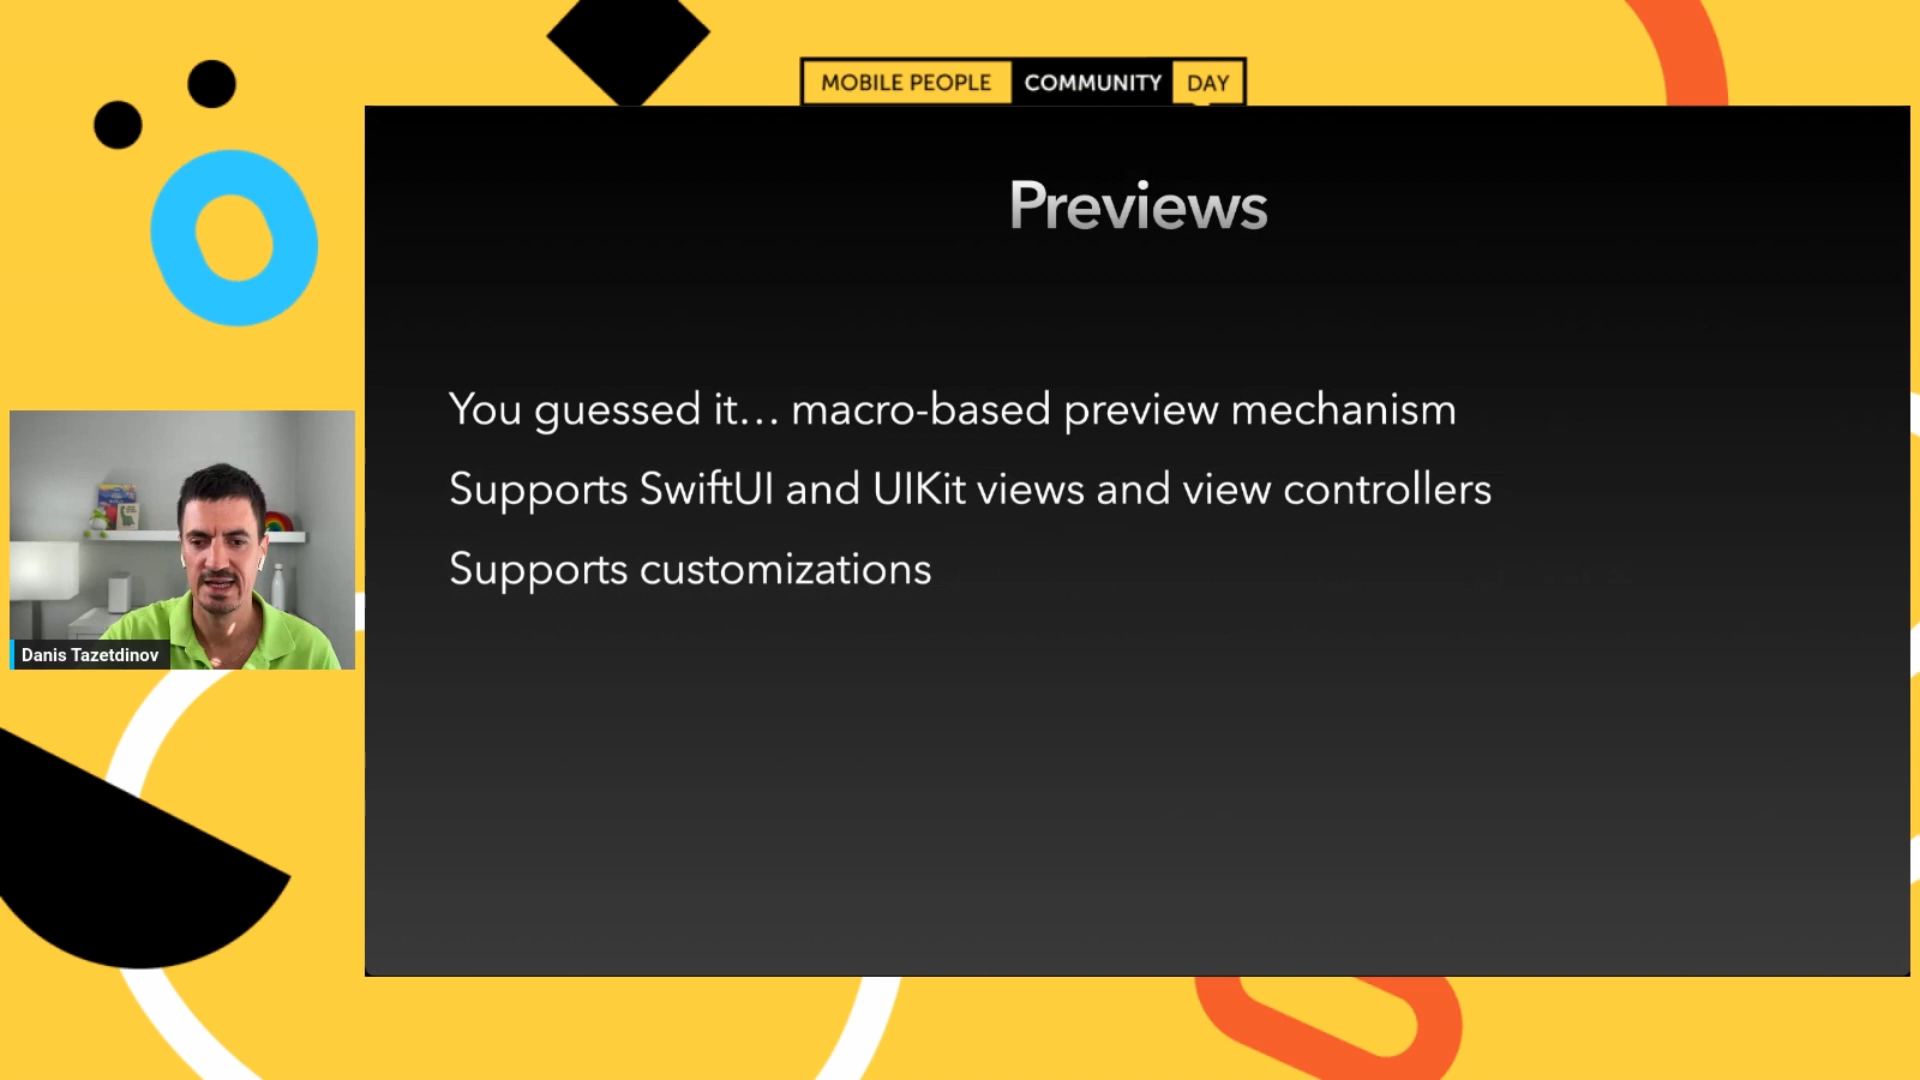 MOBILE PEOPLE COMMUNITY DAY
Previews
You guessed it… macro-based preview mechanism
Supports SwiftUI and UIKit views and view controllers
Supports customizations
Danis Tazetdinov